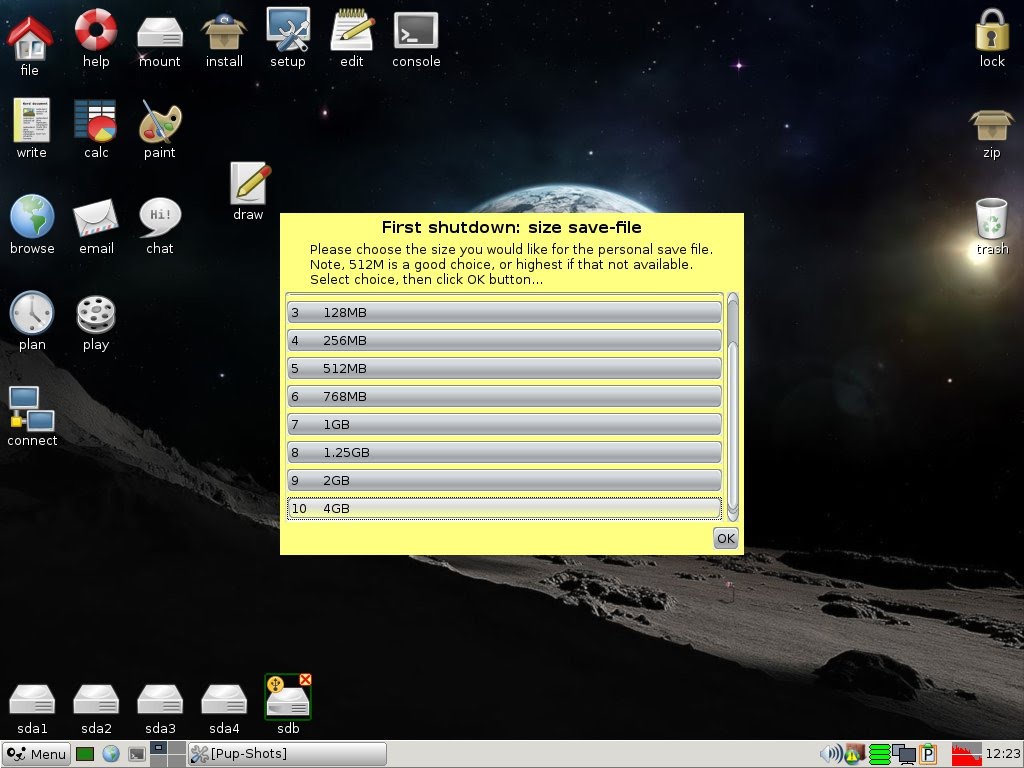 file
help
mount
install
setup
edit
console
lock
write
calc
paint
draw
zip
browse
email
chat
Hi!
trash
plan
play
connect
First shutdown: size save-file
Please choose the size you would like for the personal save file.
Note, 512M is a good choice, or highest if that not available.
Select choice, then click OK button...
3 128MB
4 256MB
5 512MB
6 768MB
7 1GB
8 1.25GB
9 2GB
10 4GB
OK
sda1
sda2
sda3
sda4
sdb
Menu
[Pup-Shots]
P
12:23